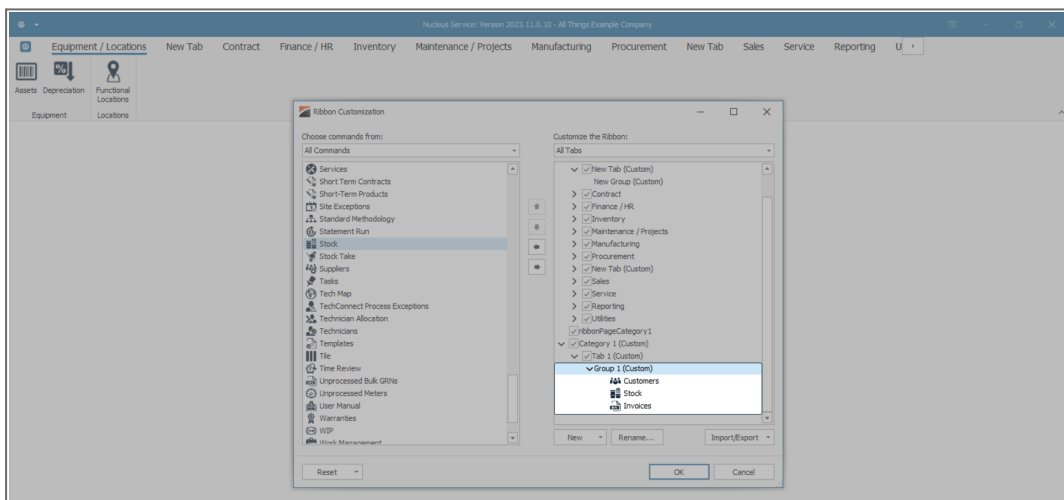 Nucleus Service: Version 2023.11.0.10 - All Things Example Company
Equipment / Locations New Tab Contract Finance / HR Inventory Maintenance / Projects Manufacturing Procurement New Tab Sales Service Reporting U
Assets Depreciation Functional Locations
Equipment Locations
Ribbon Customization
Choose commands from:
All Commands
Services
Short Term Contracts
Short-Term Products
Site Exceptions
Standard Methodology
Statement Run
Stock
Stock Take
Suppliers
Tasks
Tech Map
TechConnect Process Exceptions
Technician Allocation
Technicians
Templates
Tile
Time Review
Unprocessed Bulk GRNs
Unprocessed Meters
User Manual
Warranties
WIP
Work Management
Customize the Ribbon:
All Tabs
New Tab (Custom)
New Group (Custom)
Contract
Finance / HR
Inventory
Maintenance / Projects
Manufacturing
Procurement
New Tab (Custom)
Sales
Service
Reporting
Utilities
ribbonPageCategory1
Category 1 (Custom)
Tab 1 (Custom)
Group 1 (Custom)
Customers
Stock
Invoices
New Rename... Import/Export
Reset OK Cancel